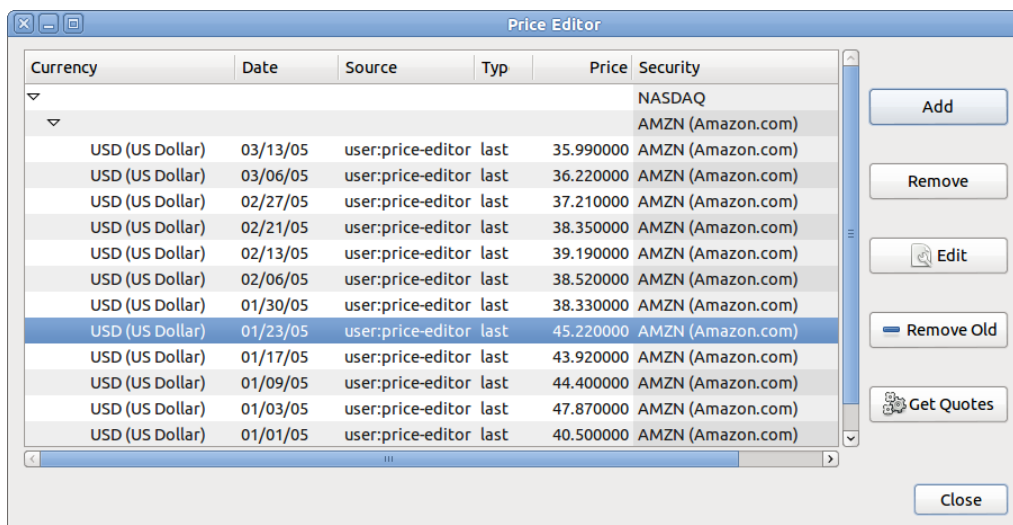 Price Editor
Currency Date Source Typ Price Security
NASDAQ
AMZN (Amazon.com)
USD (US Dollar) 03/13/05 user:price-editor last 35.990000 AMZN (Amazon.com)
USD (US Dollar) 03/06/05 user:price-editor last 36.220000 AMZN (Amazon.com)
USD (US Dollar) 02/27/05 user:price-editor last 37.210000 AMZN (Amazon.com)
USD (US Dollar) 02/21/05 user:price-editor last 38.350000 AMZN (Amazon.com)
USD (US Dollar) 02/13/05 user:price-editor last 39.190000 AMZN (Amazon.com)
USD (US Dollar) 02/06/05 user:price-editor last 38.520000 AMZN (Amazon.com)
USD (US Dollar) 01/30/05 user:price-editor last 38.330000 AMZN (Amazon.com)
USD (US Dollar) 01/23/05 user:price-editor last 45.220000 AMZN (Amazon.com)
USD (US Dollar) 01/17/05 user:price-editor last 43.920000 AMZN (Amazon.com)
USD (US Dollar) 01/09/05 user:price-editor last 44.400000 AMZN (Amazon.com)
USD (US Dollar) 01/03/05 user:price-editor last 47.870000 AMZN (Amazon.com)
USD (US Dollar) 01/01/05 user:price-editor last 40.500000 AMZN (Amazon.com)
Add
Remove
Edit
Remove Old
Get Quotes
Close